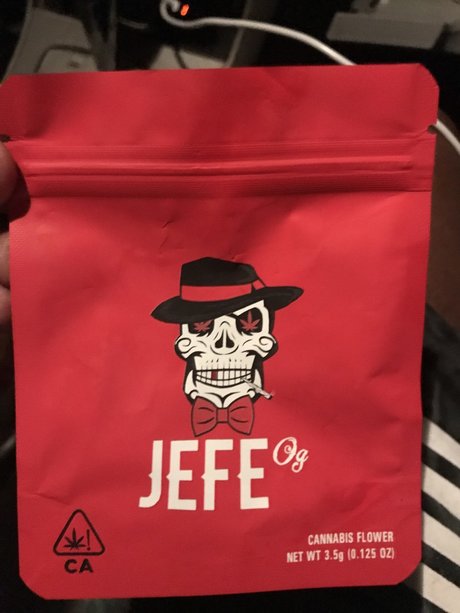 JEFE Og
CANNABIS FLOWER
NET WT 3.5g (0.125 OZ)
!
CA